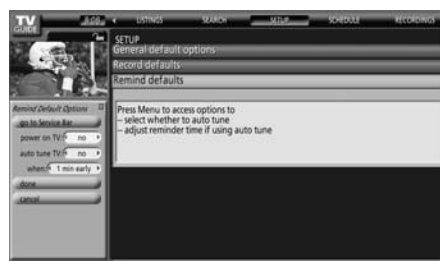 TV
GUIDE
LISTINGS
SEARCH
SETUP
SCHEDULE
RECORDINGS
SETUP
General default options
Record defaults
Remind defaults
Press Menu to access options to
– select whether to auto tune
– adjust reminder time if using auto tune
Remind Default Options
go to Service Bar
power on TV: no
auto tune TV: no
when: 1 min early
done
cancel